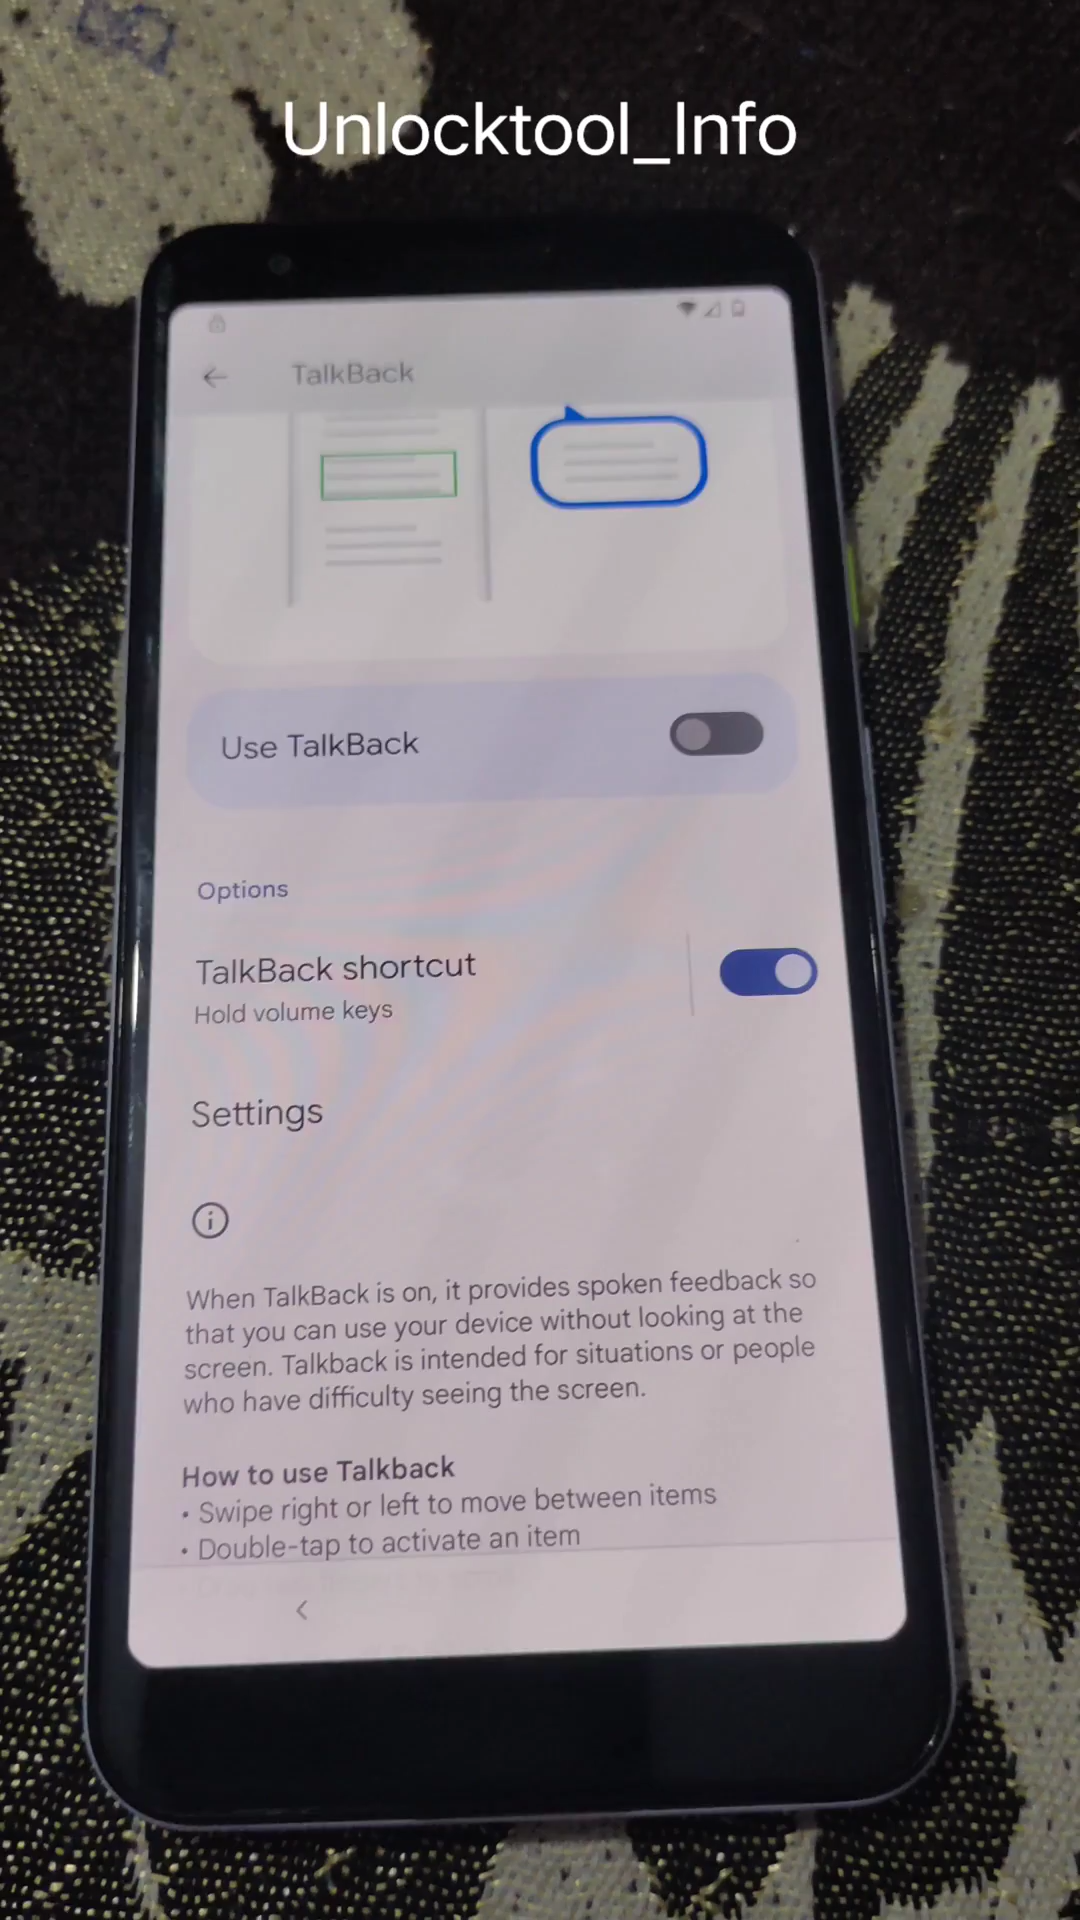 Unlocktool_Info
TalkBack
Use TalkBack
Options
TalkBack shortcut
Hold volume keys
Settings
When TalkBack is on, it provides spoken feedback so
that you can use your device without looking at the
screen. Talkback is intended for situations or people
who have difficulty seeing the screen.
How to use Talkback
• Swipe right or left to move between items
• Double-tap to activate an item